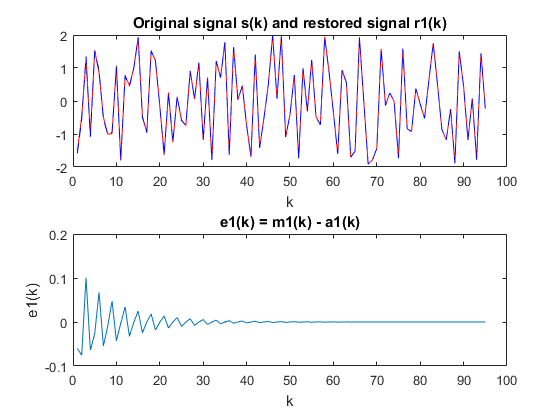 Original signal s(k) and restored signal r1(k)
2
1
0
-1
-2
0 10 20 30 40 50 60 70 80 90 100
k
e1(k) = m1(k) - a1(k)
0.2
0.1
0
-0.1
e1(k)
0 10 20 30 40 50 60 70 80 90 100
k